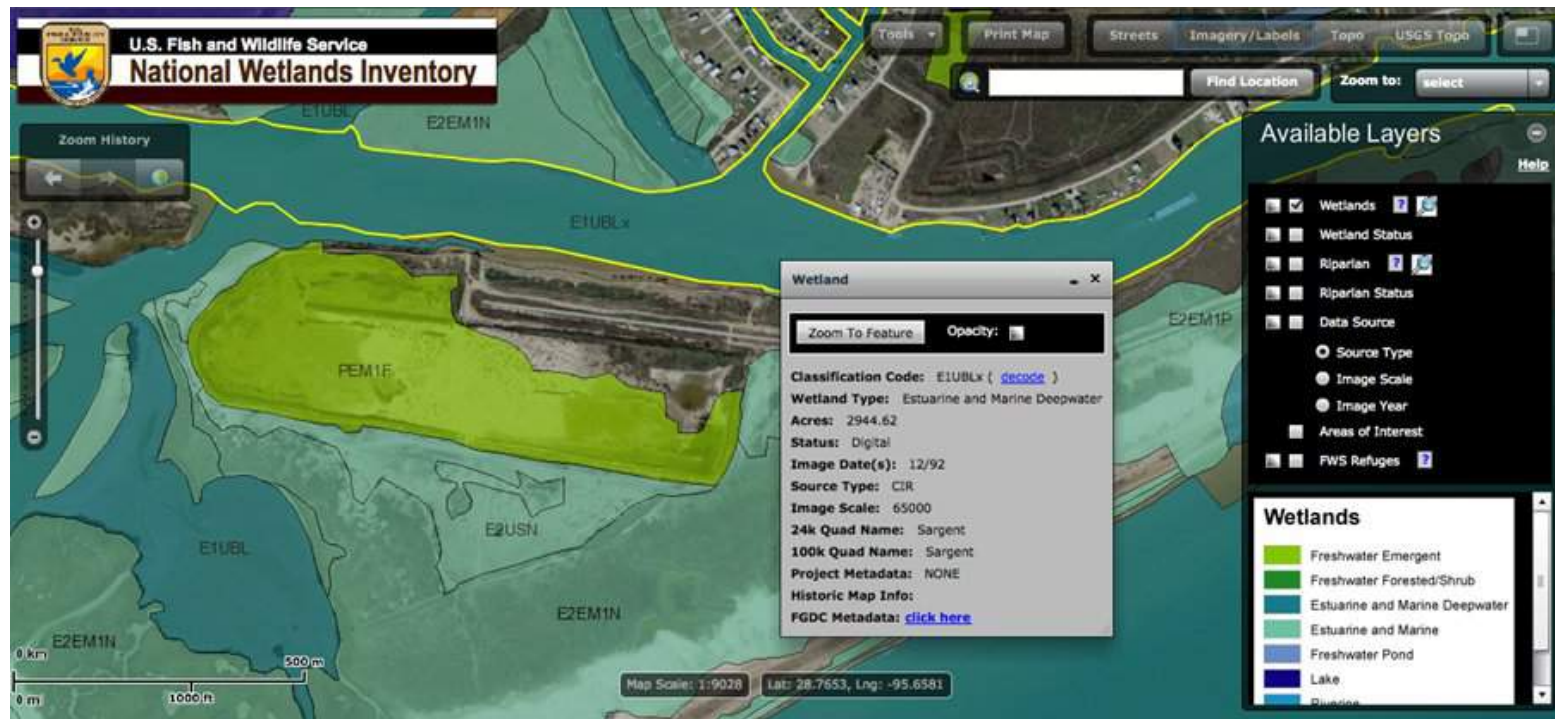 U.S. Fish and Wildlife Service
National Wetlands Inventory
Tools
Print Map
Streets
Imagery/Labels
Topo
USGS Topo
Find Location
Zoom to:
select
Zoom History
E1UBL
E2EM1N
E1UBLx
PEM1F
E2EM1P
E2USN
E1UBL
E2EM1N
E2EM1N
Available Layers
Help
Wetlands ?
Wetland Status
Riparian ?
Riparian Status
Data Source
Source Type
Image Scale
Image Year
Areas of Interest
FWS Refuges ?
Wetland
Zoom To Feature
Opacity:
Classification Code: E1UBLx ( decode )
Wetland Type: Estuarine and Marine Deepwater
Acres: 2944.62
Status: Digital
Image Date(s): 12/92
Source Type: CIR
Image Scale: 65000
24k Quad Name: Sargent
100k Quad Name: Sargent
Project Metadata: NONE
Historic Map Info:
FGDC Metadata: click here
Wetlands
Freshwater Emergent
Freshwater Forested/Shrub
Estuarine and Marine Deepwater
Estuarine and Marine
Freshwater Pond
Lake
Riverine
0 km
500 m
0 m
1000 ft
Map Scale: 1:9028
Lat: 28.7653, Lng: -95.6581